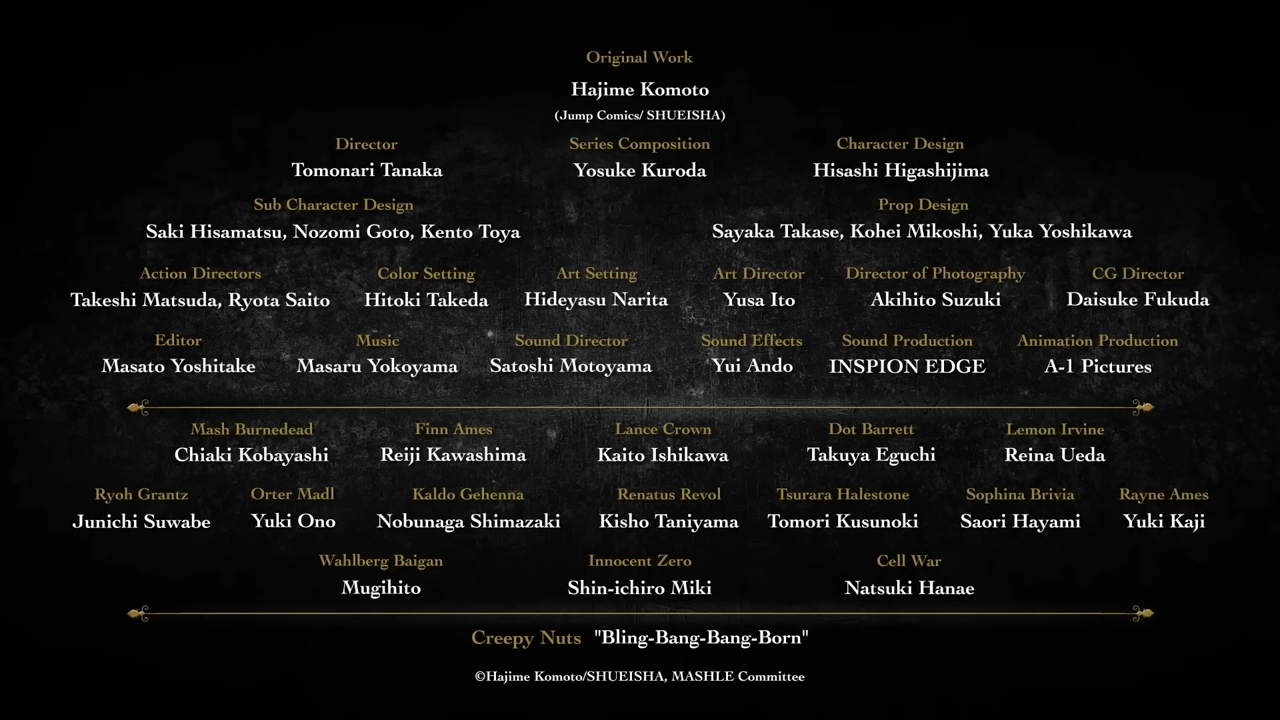 Original Work
Hajime Komoto
(Jump Comics/ SHUEISHA)
Director Series Composition Character Design
Tomonari Tanaka Yosuke Kuroda Hisashi Higashijima
Sub Character Design Prop Design
Saki Hisamatsu, Nozomi Goto, Kento Toya Sayaka Takase, Kohei Mikoshi, Yuka Yoshikawa
Action Directors Color Setting Art Setting Art Director Director of Photography CG Director
Takeshi Matsuda, Ryota Saito Hitoki Takeda Hideyasu Narita Yusa Ito Akihito Suzuki Daisuke Fukuda
Editor Music Sound Director Sound Effects Sound Production Animation Production
Masato Yoshitake Masaru Yokoyama Satoshi Motoyama Yui Ando INSPION EDGE A-1 Pictures
Mash Burnedead Finn Ames Lance Crown Dot Barrett Lemon Irvine
Chiaki Kobayashi Reiji Kawashima Kaito Ishikawa Takuya Eguchi Reina Ueda
Ryoh Grantz Orter Madl Kaldo Gehenna Renatus Revol Tsurara Halestone Sophina Brivia Rayne Ames
Junichi Suwabe Yuki Ono Nobunaga Shimazaki Kisho Taniyama Tomori Kusunoki Saori Hayami Yuki Kaji
Wahlberg Baigan Innocent Zero Cell War
Mugihito Shin-ichiro Miki Natsuki Hanae
Creepy Nuts "Bling-Bang-Bang-Born"
©Hajime Komoto/SHUEISHA, MASHLE Committee